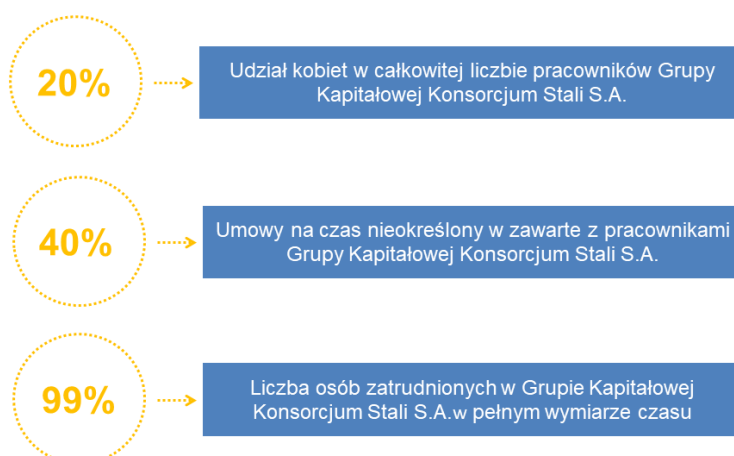 20%
Udział kobiet w całkowitej liczbie pracowników Grupy
Kapitałowej Konsorcjum Stali S.A.
40%
Umowy na czas nieokreślony w zawarte z pracownikami
Grupy Kapitałowej Konsorcjum Stali S.A.
99%
Liczba osób zatrudnionych w Grupie Kapitałowej
Konsorcjum Stali S.A.w pełnym wymiarze czasu